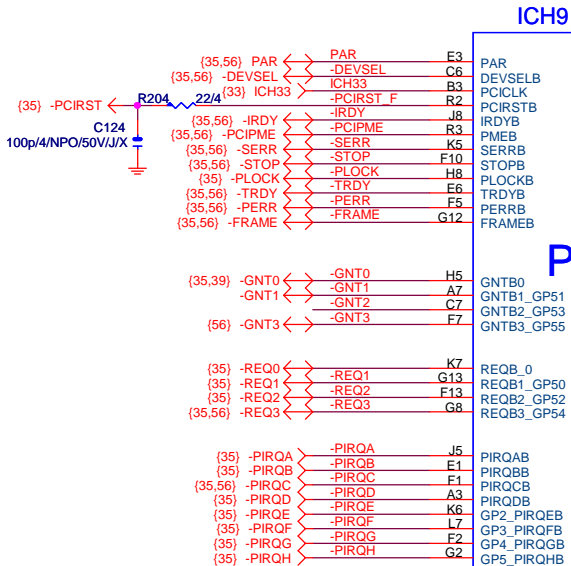 ICH9
{35,56} PAR PAR E3 PAR
{35,56} -DEVSEL -DEVSEL C6 DEVSELB
{33} ICH33 ICH33 B3 PCICLK
{35} -PCIRST R204 22/4 -PCIRST_F R2 PCIRSTB
{35,56} -IRDY -IRDY J8 IRDYB
C124
{35,56} -PCIPME -PCIPME R3 PMEB
100p/4/NPO/50V/J/X
{35,56} -SERR -SERR K5 SERRB
{35,56} -STOP -STOP F10 STOPB
{35} -PLOCK -PLOCK H8 PLOCKB
{35,56} -TRDY -TRDY E6 TRDYB
{35,56} -PERR -PERR F5 PERRB
{35,56} -FRAME -FRAME G12 FRAMEB
P
{35,39} -GNT0 -GNT0 H5 GNTB0
-GNT1 -GNT1 A7 GNTB1_GP51
-GNT2 C7 GNTB2_GP53
{56} -GNT3 -GNT3 F7 GNTB3_GP55
{35} -REQ0 K7 REQB_0
{35} -REQ1 -REQ1 G13 REQB1_GP50
{35} -REQ2 -REQ2 F13 REQB2_GP52
{35,56} -REQ3 -REQ3 G8 REQB3_GP54
{35} -PIRQA -PIRQA J5 PIRQAB
{35} -PIRQB -PIRQB E1 PIRQBB
{35,56} -PIRQC -PIRQC F1 PIRQCB
{35} -PIRQD -PIRQD A3 PIRQDB
{35} -PIRQE -PIRQE K6 GP2_PIRQEB
{35} -PIRQF -PIRQF L7 GP3_PIRQFB
{35} -PIRQG -PIRQG F2 GP4_PIRQGB
{35} -PIRQH -PIRQH G2 GP5_PIRQHB